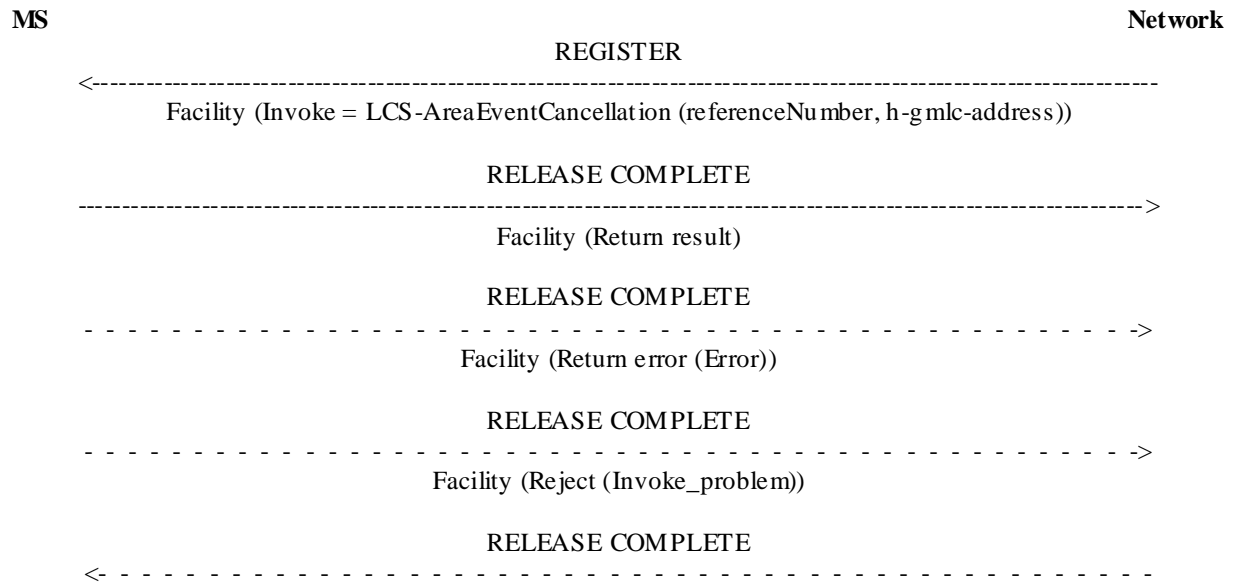 MS Network
REGISTER
<------------------------------------------------------------------------------------------------------------------------
Facility (Invoke = LCS-AreaEventCancellation (referenceNumber, h-gmlc-address))
RELEASE COMPLETE
------------------------------------------------------------------------------------------------------------------------>
Facility (Return result)
RELEASE COMPLETE
- - - - - - - - - - - - - - - - - - - - - - - - - - - - - - - - - - - - - - - - - - - - - - - - ->
Facility (Return error (Error))
RELEASE COMPLETE
- - - - - - - - - - - - - - - - - - - - - - - - - - - - - - - - - - - - - - - - - - - - - - - - ->
Facility (Reject (Invoke_problem))
RELEASE COMPLETE
<- - - - - - - - - - - - - - - - - - - - - - - - - - - - - - - - - - - - - - - - - - - - - - - - -